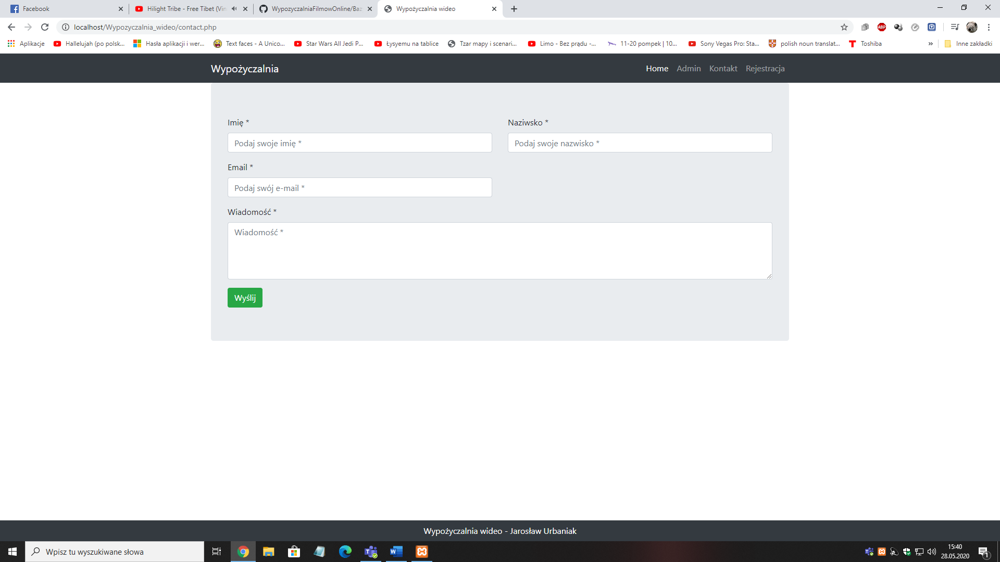 Facebook
Hilight Tribe - Free Tibet (Vin
WypozyczalniaFilmowOnline/Baz
Wypożyczalnia wideo
localhost/Wypozyczalnia_wideo/contact.php
ABP
Aplikacje
Hallelujah (po polsk...
Hasła aplikacji i wer...
Text faces - A Unico...
Star Wars All Jedi P...
Łysyemu na tablice
Tzar mapy i scenari...
Limo - Bez prądu -...
11-20 pompek | 10...
Sony Vegas Pro: Sta...
polish noun translat...
Toshiba
»
Inne zakładki
Wypożyczalnia
Home
Admin
Kontakt
Rejestracja
Imię *
Naziwsko *
Podaj swoje imię *
Podaj swoje nazwisko *
Email *
Podaj swój e-mail *
Wiadomość *
Wiadomość *
Wyślij
Wypożyczalnia wideo - Jarosław Urbaniak
Wpisz tu wyszukiwane słowa
15:40
28.05.2020
1